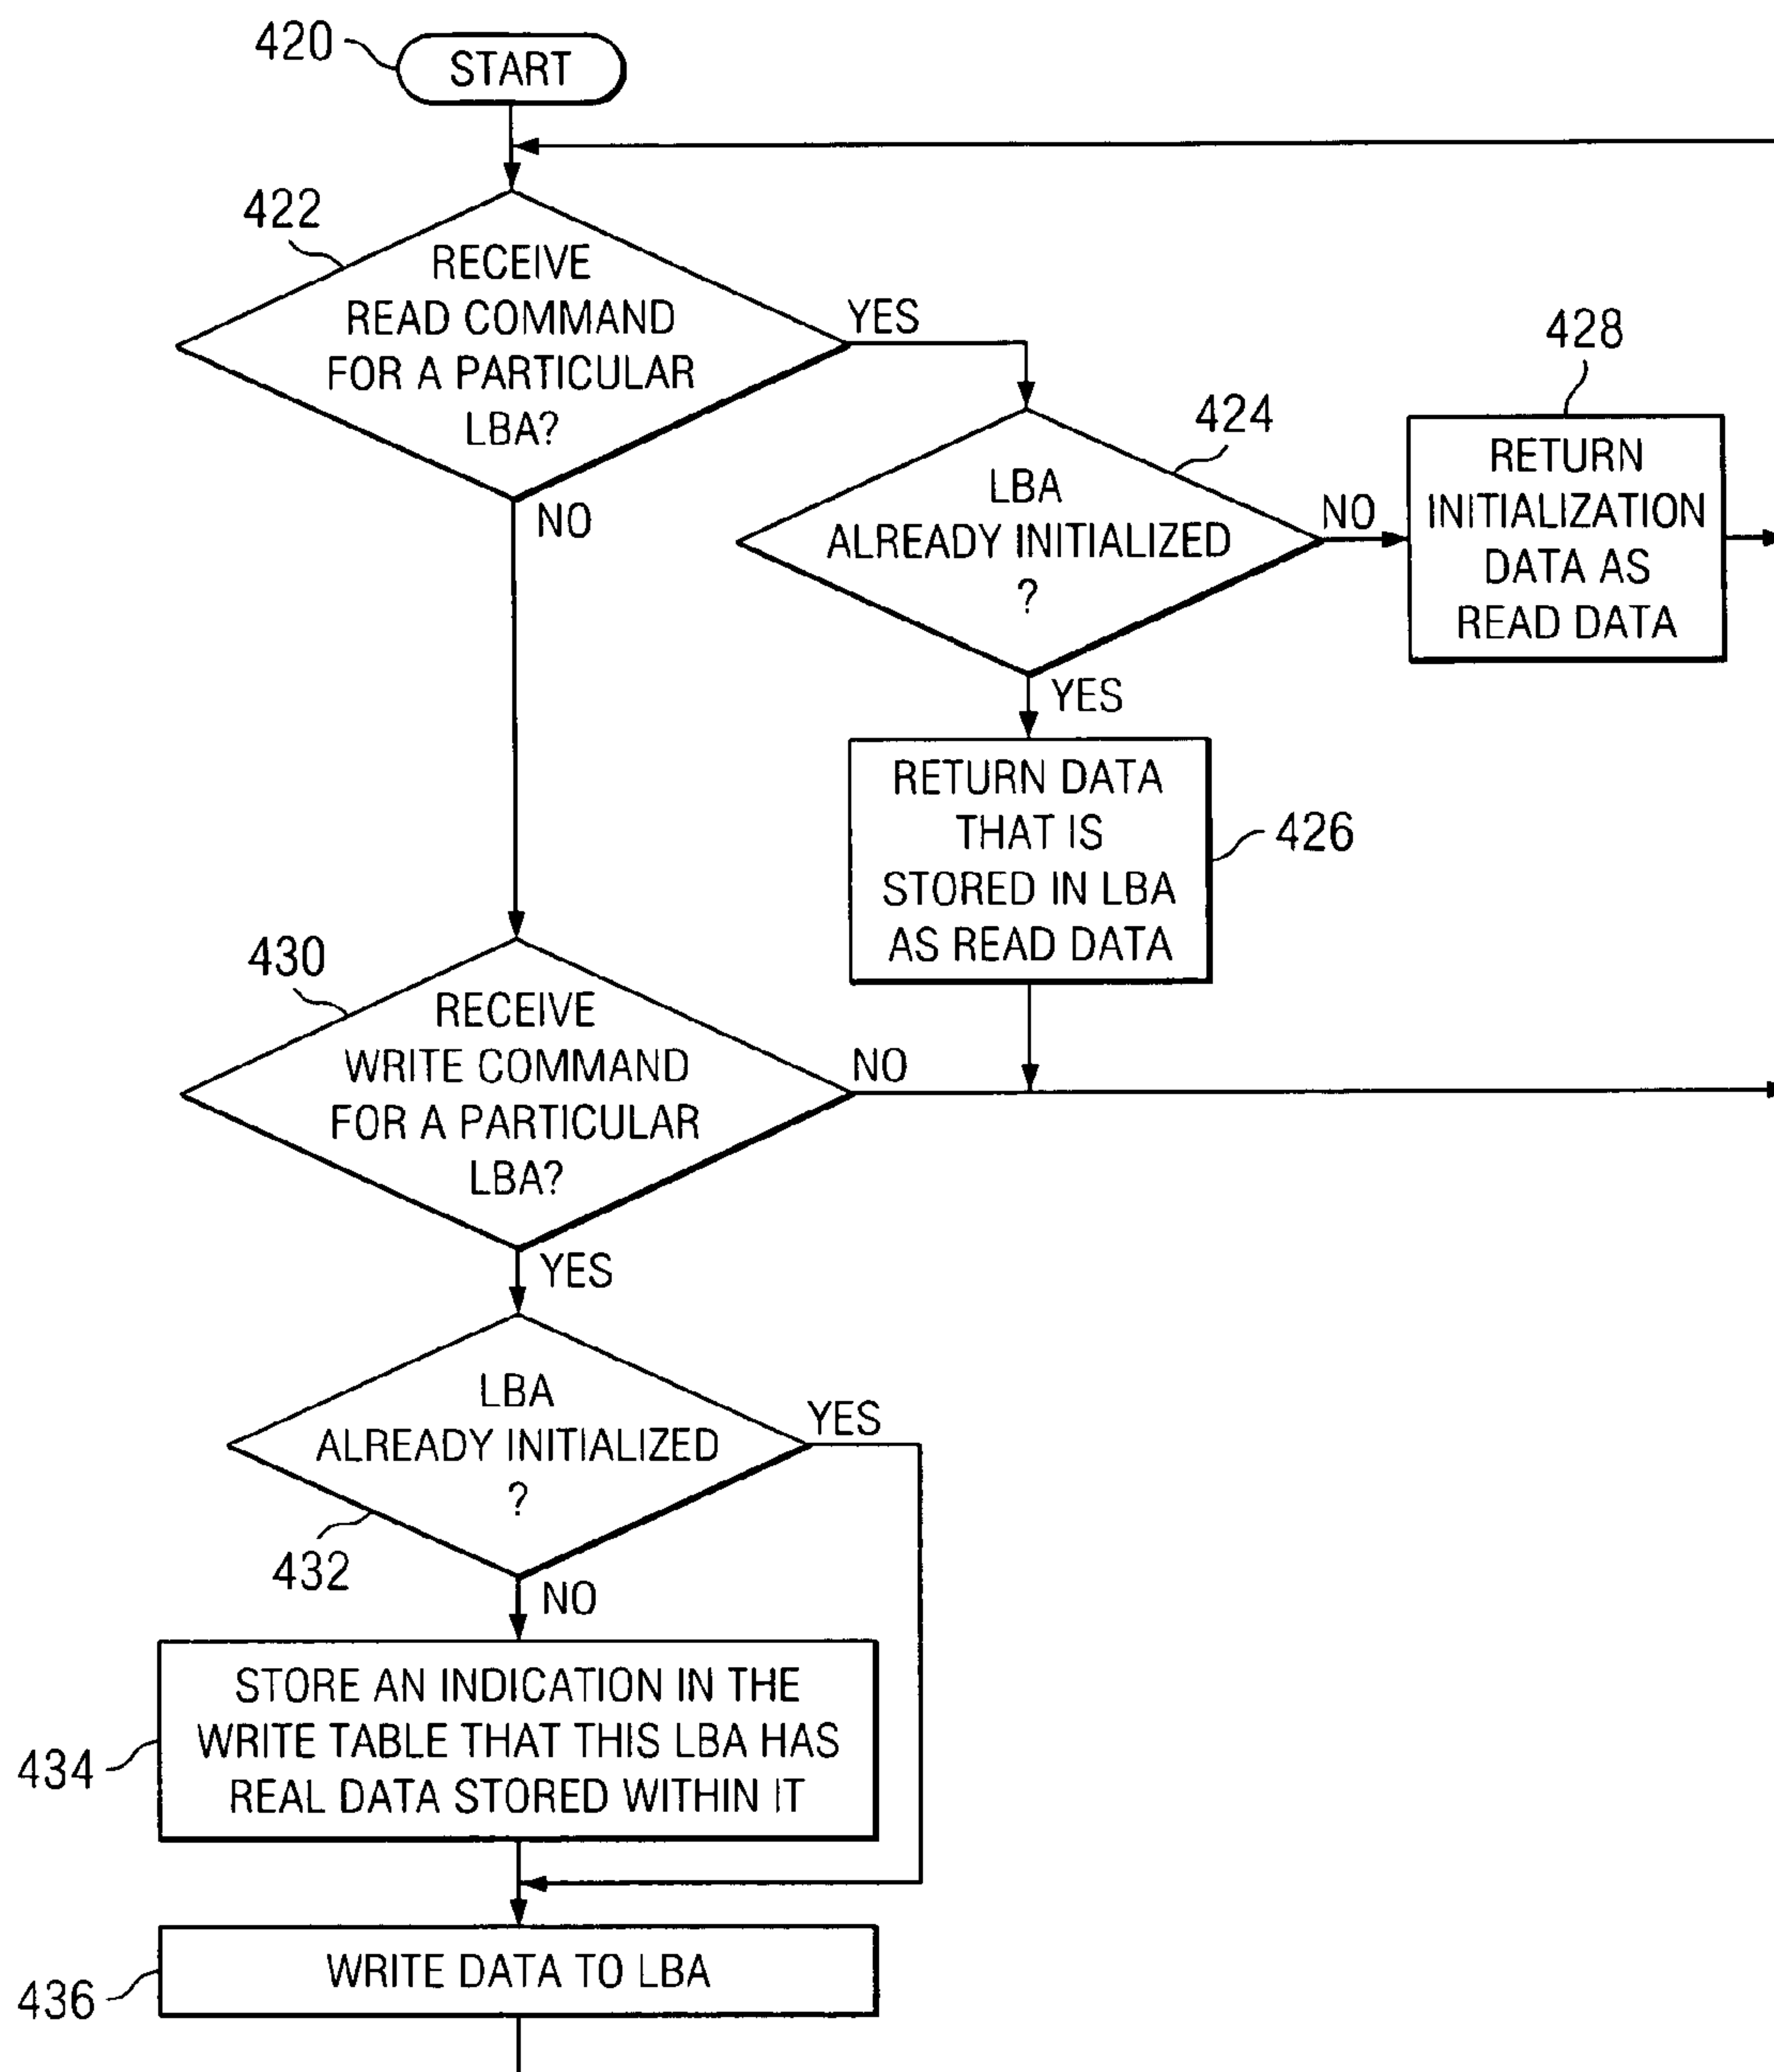 420
START
422
RECEIVE
READ COMMAND
FOR A PARTICULAR
LBA?
YES
NO
424
LBA
ALREADY INITIALIZED
?
NO
YES
428
RETURN
INITIALIZATION
DATA AS
READ DATA
RETURN DATA
THAT IS
STORED IN LBA
AS READ DATA
426
430
RECEIVE
WRITE COMMAND
FOR A PARTICULAR
LBA?
NO
YES
LBA
ALREADY INITIALIZED
?
YES
432
NO
STORE AN INDICATION IN THE
WRITE TABLE THAT THIS LBA HAS
REAL DATA STORED WITHIN IT
434
WRITE DATA TO LBA
436